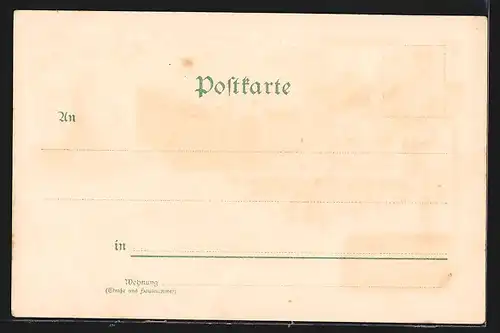 Poſtkarte
An
in
Wohnung
(Straße und Hausnummer)